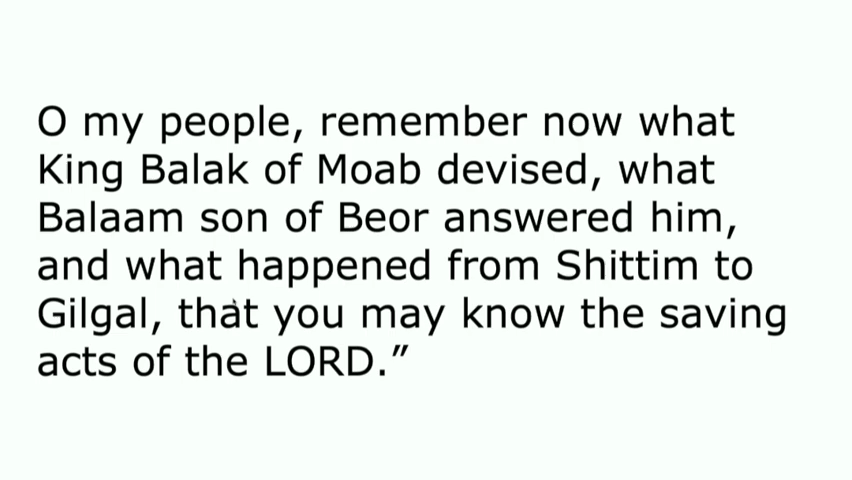 O my people, remember now what
King Balak of Moab devised, what
Balaam son of Beor answered him,
and what happened from Shittim to
Gilgal, that you may know the saving
acts of the LORD.”